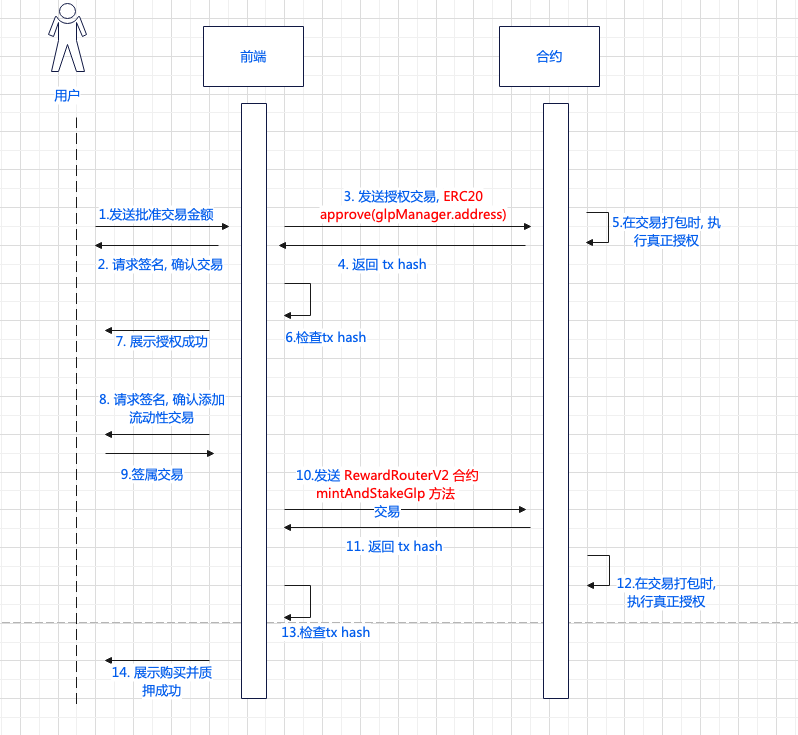 用户
前端
合约
1.发送批准交易金额
2. 请求签名, 确认交易
3. 发送授权交易, ERC20
approve(glpManager.address)
4. 返回 tx hash
5.在交易打包时, 执
行真正授权
6.检查tx hash
7. 展示授权成功
8. 请求签名, 确认添加
流动性交易
9.签属交易
10.发送 RewardRouterV2 合约
mintAndStakeGlp 方法
交易
11. 返回 tx hash
12.在交易打包时,
执行真正授权
13.检查tx hash
14. 展示购买并质
押成功